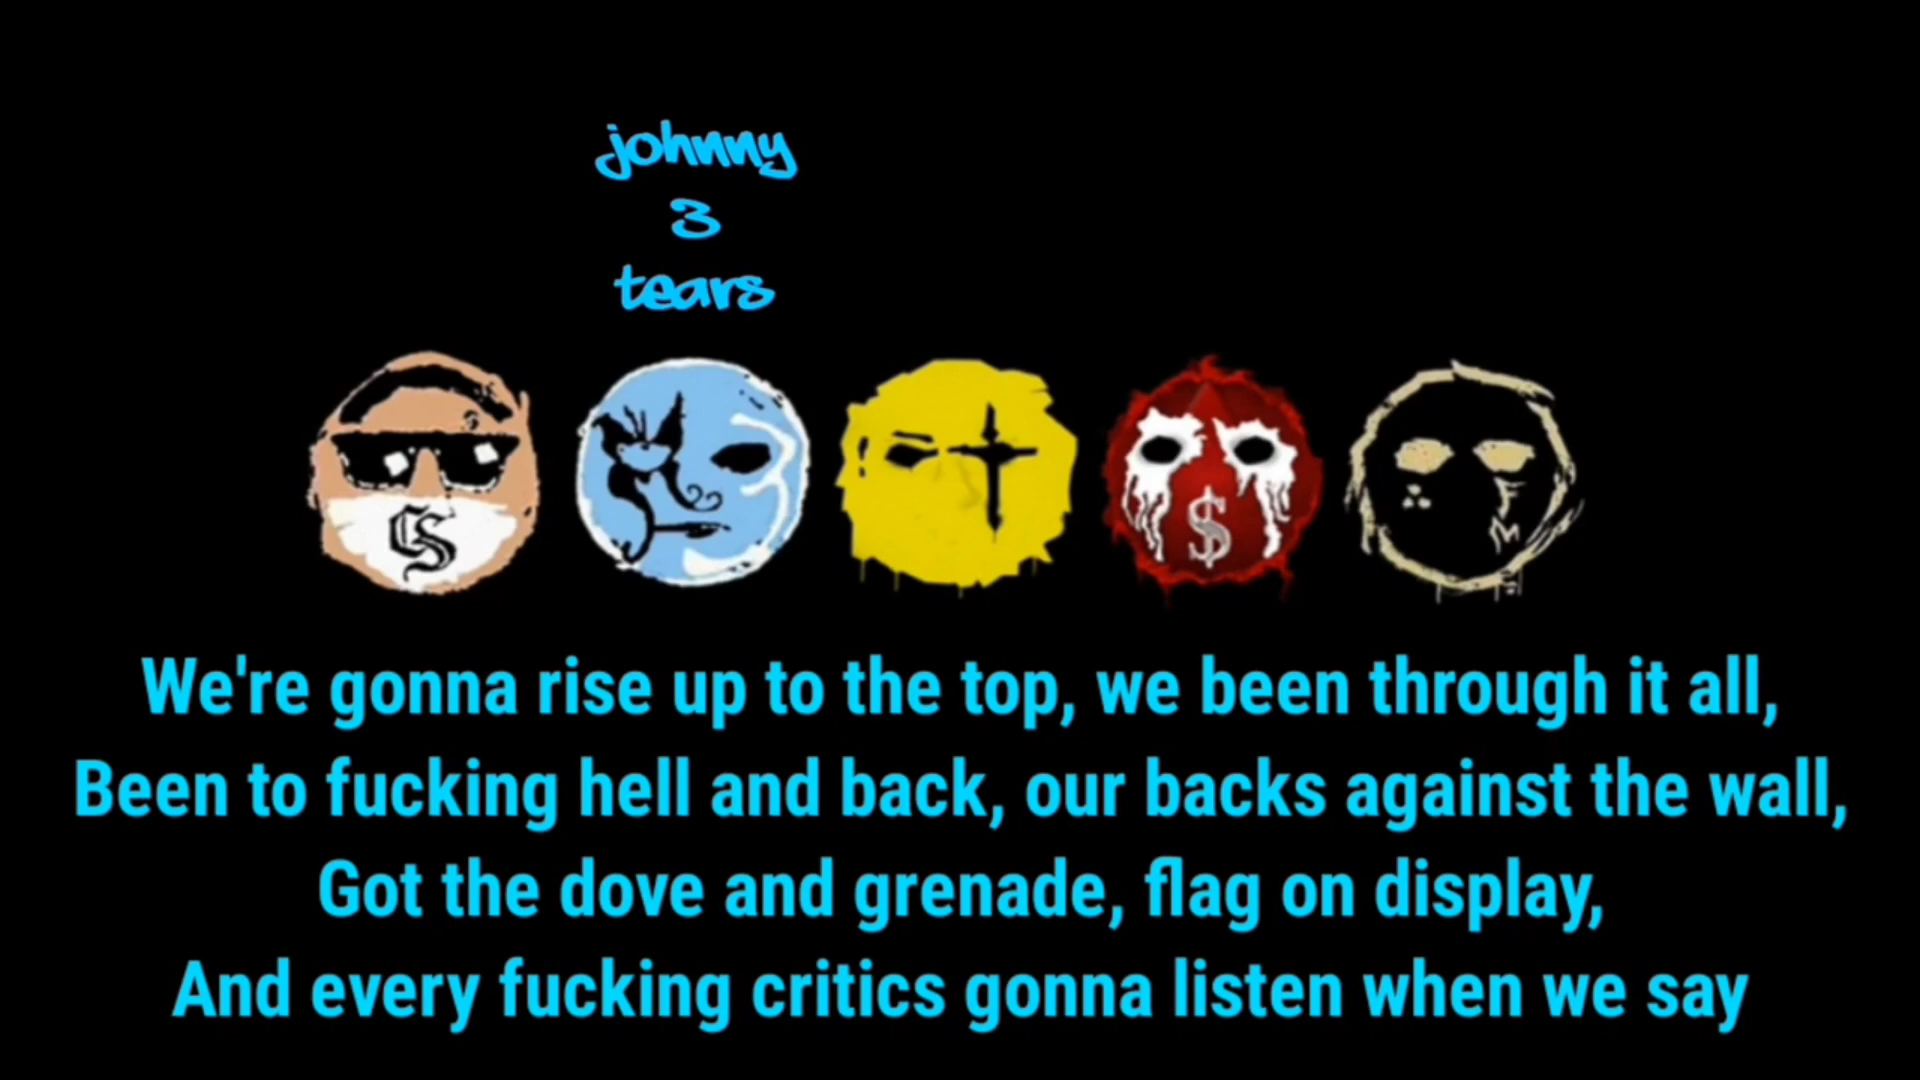 johnny
3
tears
CS
3
$
M
We're gonna rise up to the top, we been through it all,
Been to fucking hell and back, our backs against the wall,
Got the dove and grenade, flag on display,
And every fucking critics gonna listen when we say